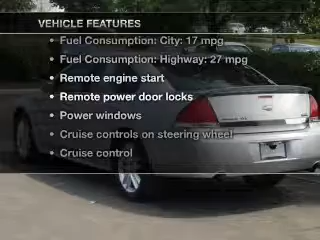 VEHICLE FEATURES
• Fuel Consumption: City: 17 mpg
• Fuel Consumption: Highway: 27 mpg
• Remote engine start
• Remote power door locks
• Power windows
• Cruise controls on steering wheel
• Cruise control